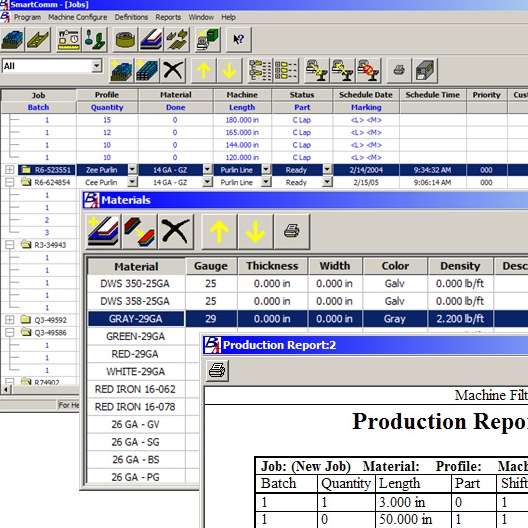 SmartComm - [Jobs]
Program Machine Configure Definitions Reports Window Help
All
Job Profile Material Machine Status Schedule Date Schedule Time Priority Cust
Batch Quantity Done Length Part Marking
1 15 0 180.000 in C Lap <L> <M>
1 12 0 165.000 in C Lap <L> <M>
1 10 0 144.000 in C Lap <L> <M>
1 10 0 120.000 in C Lap <L> <M>
R6-523551 Zee Purlin 14 GA - GZ Purlin Line Ready 2/14/2004 9:34:32 AM 000
R6-624854 Cee Purlin 14 GA - GZ Purlin Line Ready 2/15/05 9:06:14 AM 000
1
1
2
3
R3-34943
1
1
1
1
Q3-49592
Q3-49586
1
1
1
R74902
For He
Materials
Material Gauge Thickness Width Color Density Desc
DWS 350-25GA 25 0.000 in 0.000 in Galv 0.000 lb/ft
DWS 358-25GA 25 0.000 in 0.000 in Galv 0.000 lb/ft
GRAY-29GA 29 0.000 in 0.000 in Gray 2.200 lb/ft
GREEN-29GA
RED-29GA
WHITE-29GA
RED IRON 16-062
RED IRON 16-078
26 GA - GV
26 GA - SG
26 GA - BS
26 GA - PG
Production Report:2
Machine Filt
Production Repo
Job: (New Job) Material: Profile: Mach
Batch Quantity Length Part Shift
1 1 3.000 in 0 1
1 0 50.000 in 1 1